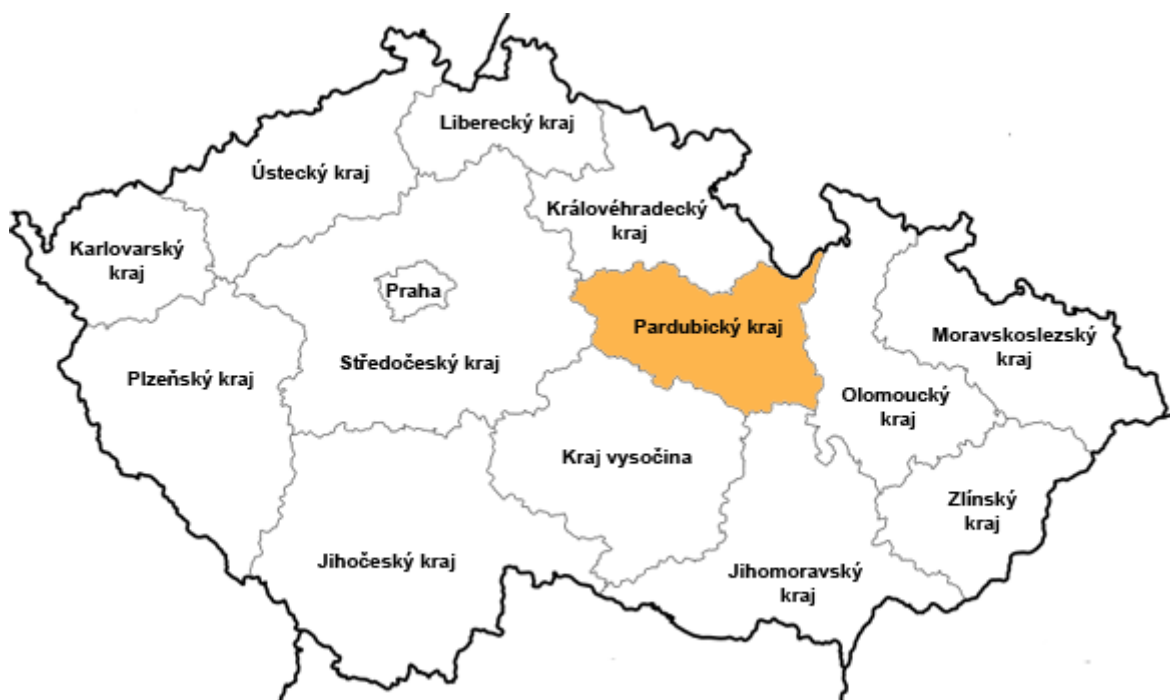 Liberecký kraj
Ústecký kraj
Královéhradecký
kraj
Karlovarský
kraj
Praha
Pardubický kraj
Moravskoslezský
kraj
Středočeský kraj
Plzeňský kraj
Olomoucký
kraj
Kraj vysočina
Zlínský
kraj
Jihočeský kraj
Jihomoravský
kraj